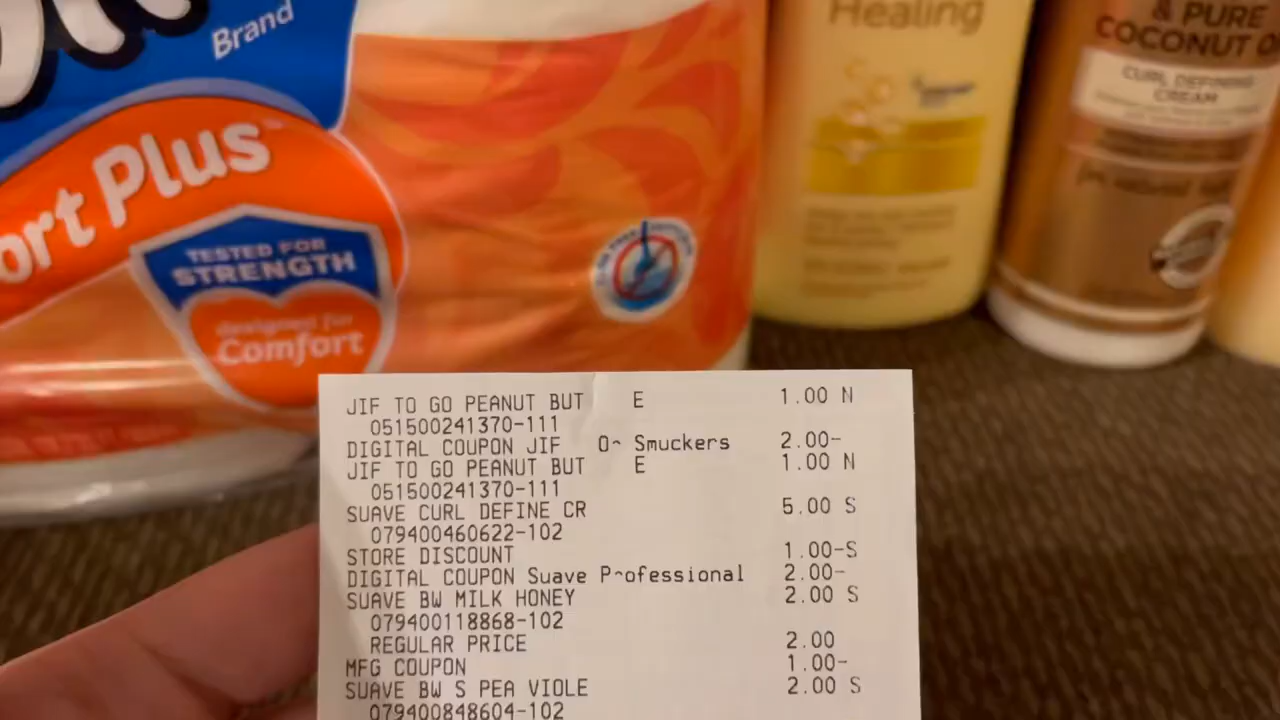 Brand
ort Plus™
TESTED FOR
STRENGTH
designed for
Comfort
Healing
& PURE
COCONUT O
CURL DEFINING
CREAM
JIF TO GO PEANUT BUT E 1.00 N
051500241370-111
DIGITAL COUPON JIF O~ Smuckers 2.00-
JIF TO GO PEANUT BUT E 1.00 N
051500241370-111
SUAVE CURL DEFINE CR 5.00 S
079400460622-102
STORE DISCOUNT 1.00-S
DIGITAL COUPON Suave P~ofessional 2.00-
SUAVE BW MILK HONEY 2.00 S
079400118868-102
REGULAR PRICE 2.00
MFG COUPON 1.00-
SUAVE BW S PEA VIOLE 2.00 S
079400848604-102